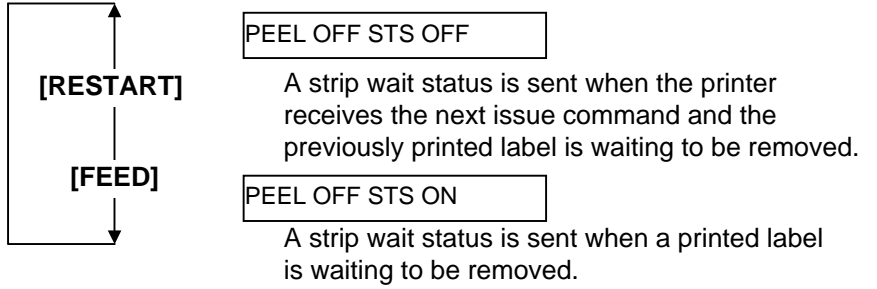 PEEL OFF STS OFF
[RESTART]
A strip wait status is sent when the printer
receives the next issue command and the
previously printed label is waiting to be removed.
[FEED]
PEEL OFF STS ON
A strip wait status is sent when a printed label
is waiting to be removed.